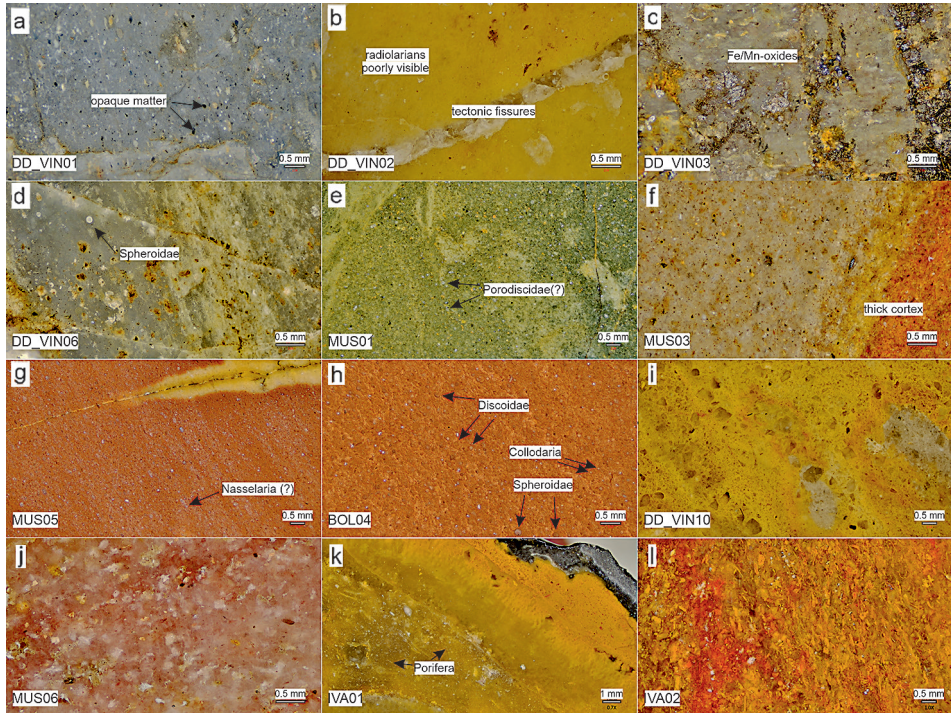 a
opaque matter
DD_VIN01
0.5 mm
b
radiolarians
poorly visible
tectonic fissures
DD_VIN02
0.5 mm
c
Fe/Mn-oxides
DD_VIN03
0.5 mm
d
Spheroidae
DD_VIN06
0.5 mm
e
Porodiscidae(?)
MUS01
0.5 mm
f
thick cortex
MUS03
0.5 mm
g
Nasselaria (?)
MUS05
0.5 mm
h
Discoidae
Collodaria
Spheroidae
BOL04
0.5 mm
i
DD_VIN10
0.5 mm
j
MUS06
0.5 mm
k
Porifera
IVA01
1 mm
0.7x
l
VA02
0.5 mm